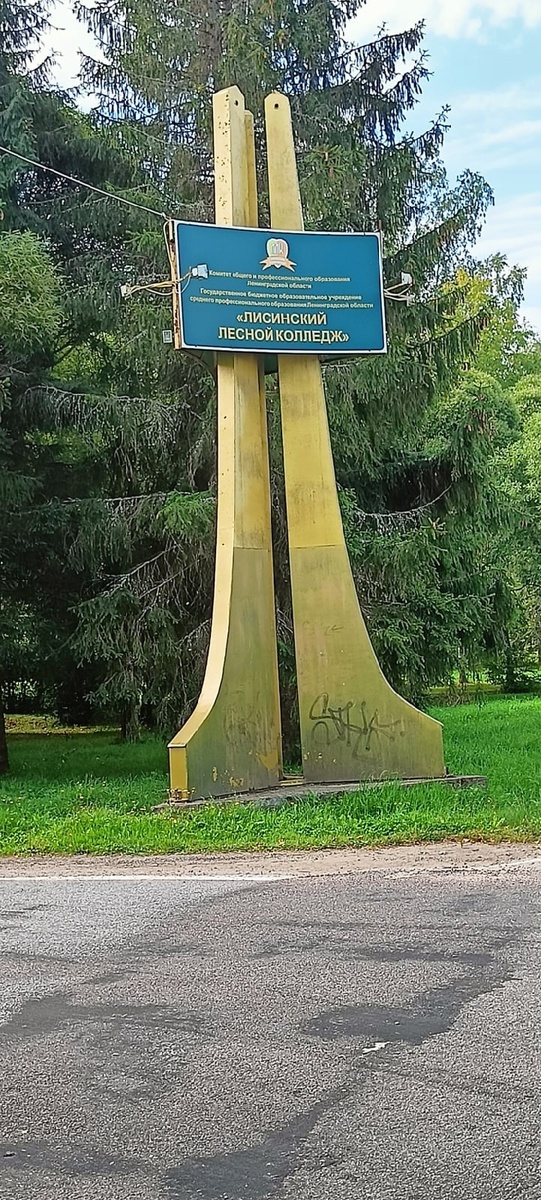 Комитет общего и профессионального образования
Ленинградской области
Государственное бюджетное образовательное учреждение
среднего профессионального образования Ленинградской области
«ЛИСИНСКИЙ
ЛЕСНОЙ КОЛЛЕДЖ»